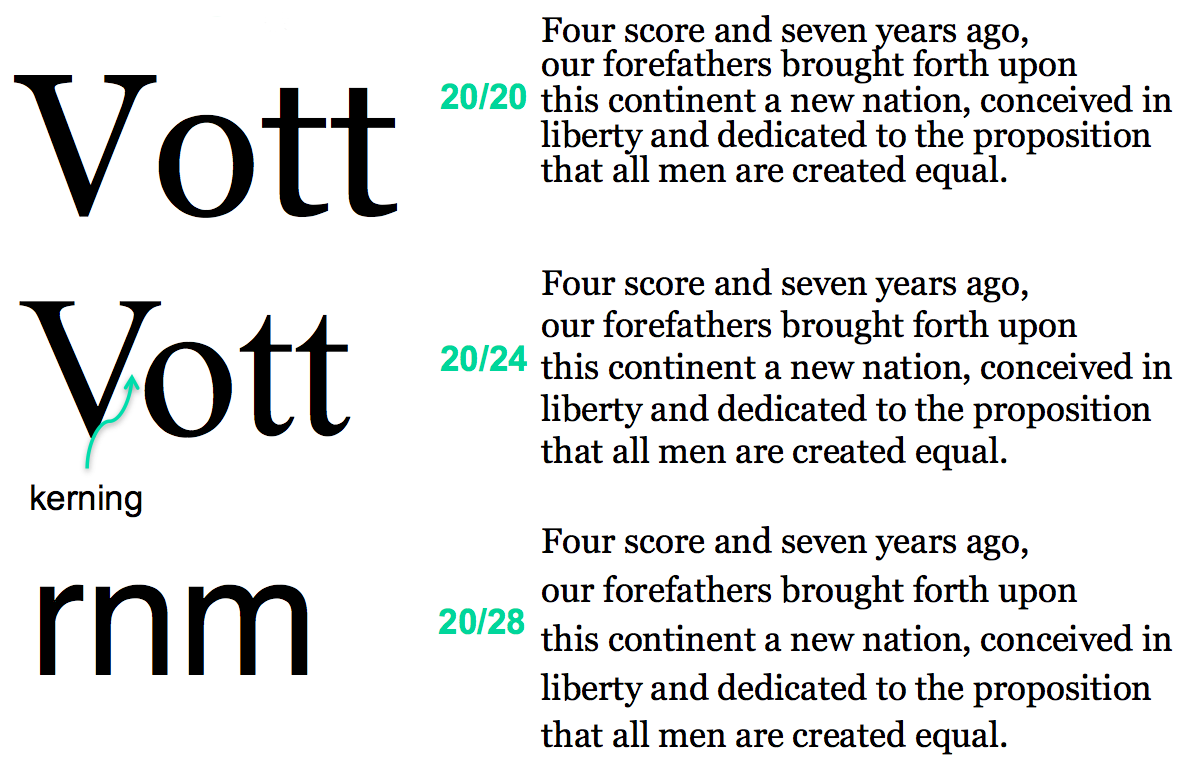 Vott
Vott
kerning
rnm
20/20
Four score and seven years ago,
our forefathers brought forth upon
this continent a new nation, conceived in
liberty and dedicated to the proposition
that all men are created equal.
20/24
Four score and seven years ago,
our forefathers brought forth upon
this continent a new nation, conceived in
liberty and dedicated to the proposition
that all men are created equal.
20/28
Four score and seven years ago,
our forefathers brought forth upon
this continent a new nation, conceived in
liberty and dedicated to the proposition
that all men are created equal.